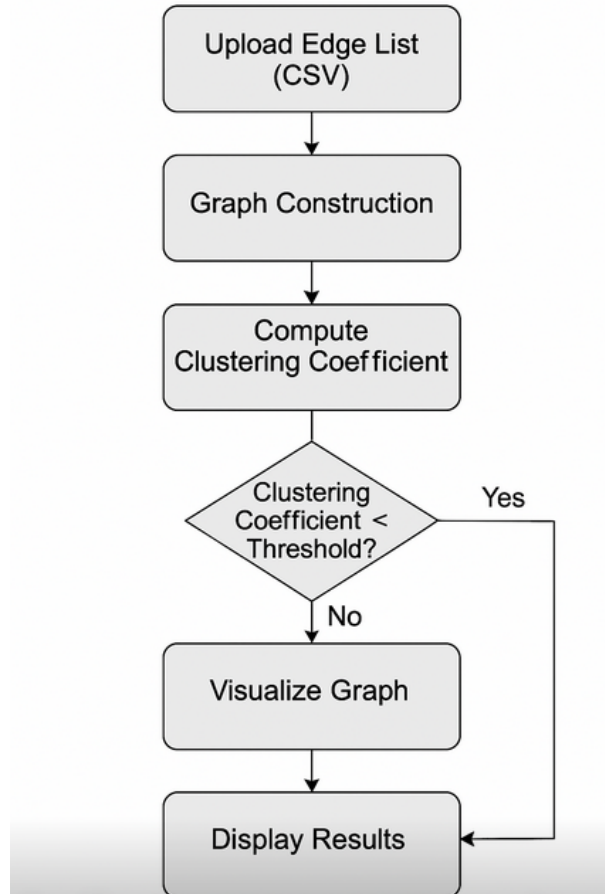 Upload Edge List
(CSV)
Graph Construction
Compute
Clustering Coefficient
Clustering
Coefficient <
Threshold?
Yes
No
Visualize Graph
Display Results